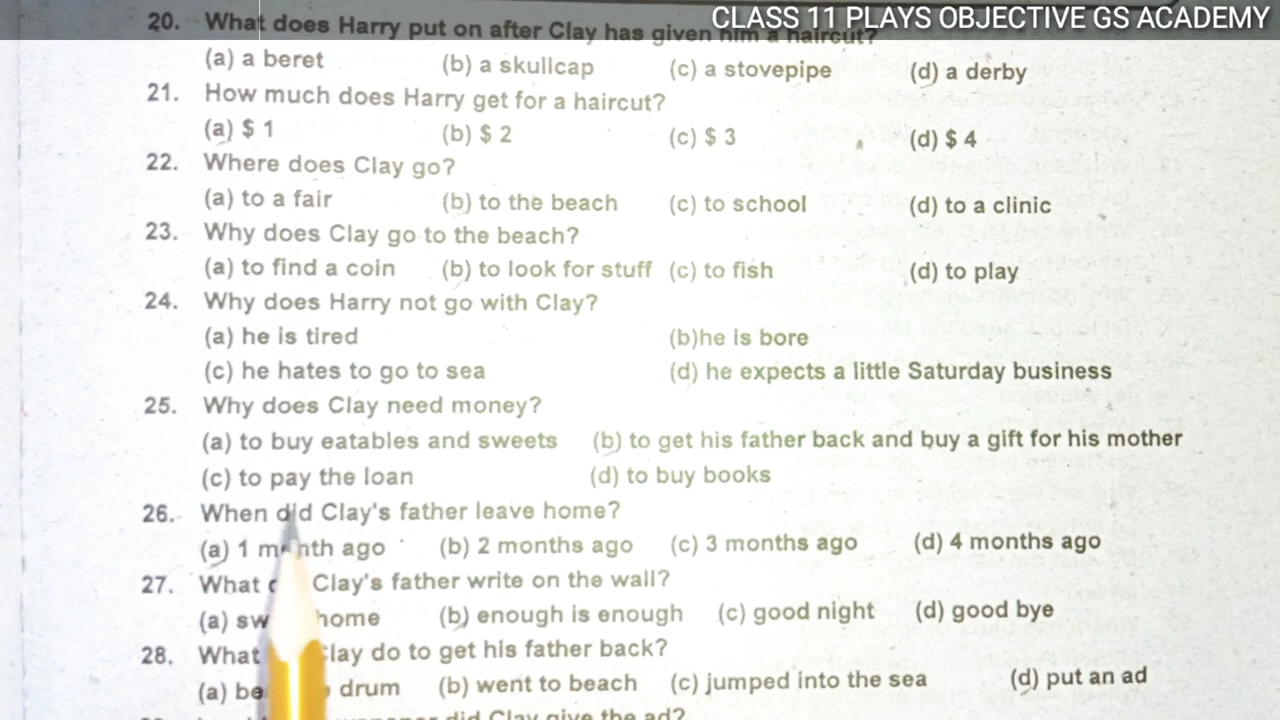 CLASS 11 PLAYS OBJECTIVE GS ACADEMY
20. What does Harry put on after Clay has given him a haircut?
(a) a beret (b) a skullcap (c) a stovepipe (d) a derby
21. How much does Harry get for a haircut?
(a) $ 1 (b) $ 2 (c) $ 3 (d) $ 4
22. Where does Clay go?
(a) to a fair (b) to the beach (c) to school (d) to a clinic
23. Why does Clay go to the beach?
(a) to find a coin (b) to look for stuff (c) to fish (d) to play
24. Why does Harry not go with Clay?
(a) he is tired (b)he is bore
(c) he hates to go to sea (d) he expects a little Saturday business
25. Why does Clay need money?
(a) to buy eatables and sweets (b) to get his father back and buy a gift for his mother
(c) to pay the loan (d) to buy books
26. When did Clay's father leave home?
(a) 1 month ago (b) 2 months ago (c) 3 months ago (d) 4 months ago
27. What Clay's father write on the wall?
(a) home (b) enough is enough (c) good night (d) good bye
28. What Clay do to get his father back?
(a) drum (b) went to beach (c) jumped into the sea (d) put an ad
did Clay give the ad?